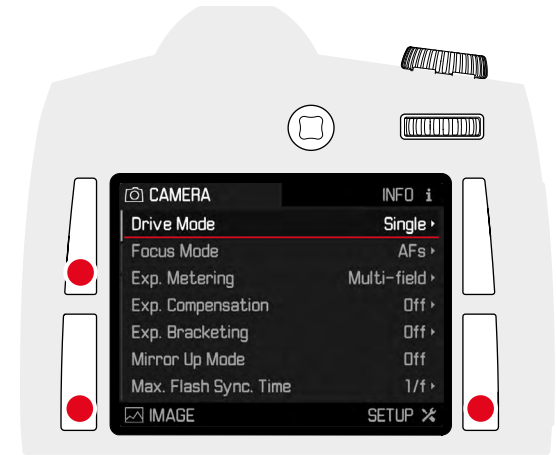 CAMERA INFO i
Drive Mode Single
Focus Mode AFs
Exp. Metering Multi-field
Exp. Compensation Off
Exp. Bracketing Off
Mirror Up Mode Off
Max. Flash Sync. Time 1/f
IMAGE SETUP